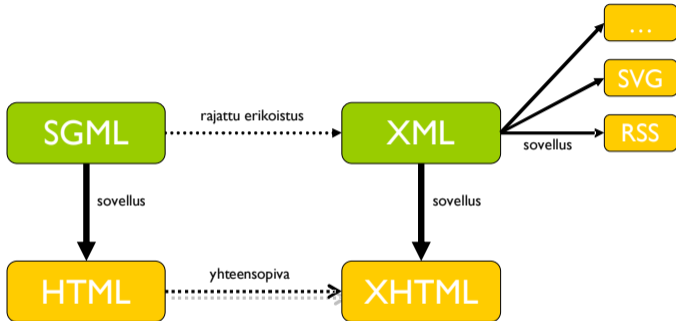 …
SVG
SGML
rajattu erikoistus
XML
RSS
sovellus
sovellus
sovellus
HTML
yhteensopiva
XHTML